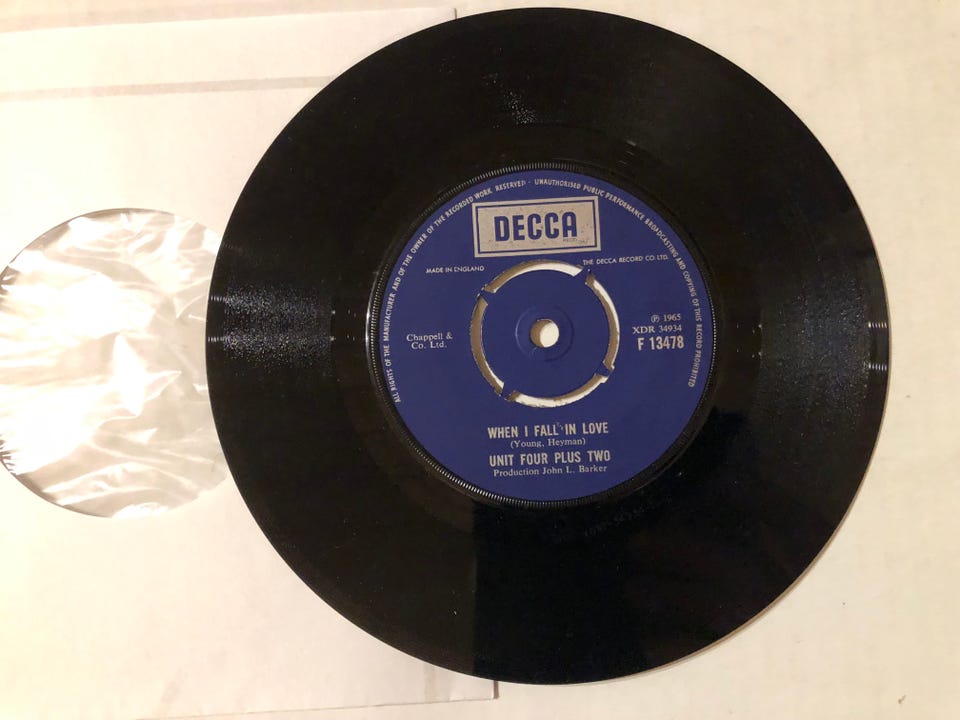 ALL RIGHTS OF THE MANUFACTURER AND OF THE OWNER OF THE RECORDED WORK RESERVED · UNAUTHORISED PUBLIC PERFORMANCE BROADCASTING AND COPYING OF THIS RECORD PROHIBITED
DECCA
MADE IN ENGLAND
THE DECCA RECORD CO. LTD.
Chappell &
Co. Ltd.
℗ 1965
XDR 34934
F 13478
WHEN I FALL IN LOVE
(Young, Heyman)
UNIT FOUR PLUS TWO
Production John L. Barker